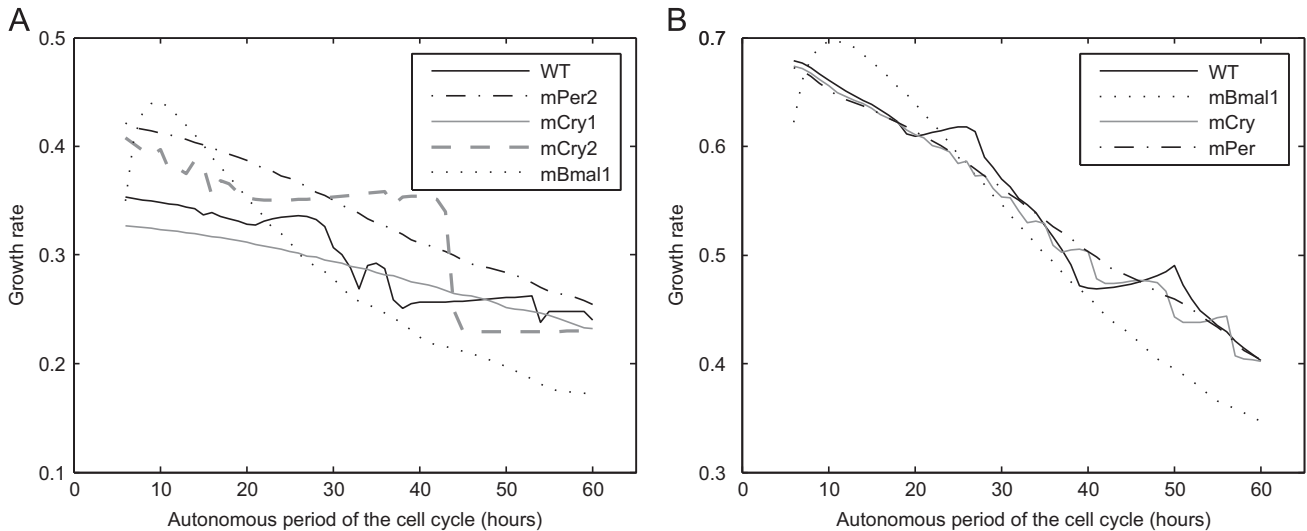 A
0.5
0.4
0.3
0.2
0.1
Growth rate
0
10
20
30
40
50
60
Autonomous period of the cell cycle (hours)
WT
mPer2
mCry1
mCry2
mBmal1
B
0.7
0.6
0.5
0.4
0.3
Growth rate
0
10
20
30
40
50
60
Autonomous period of the cell cycle (hours)
WT
mBmal1
mCry
mPer